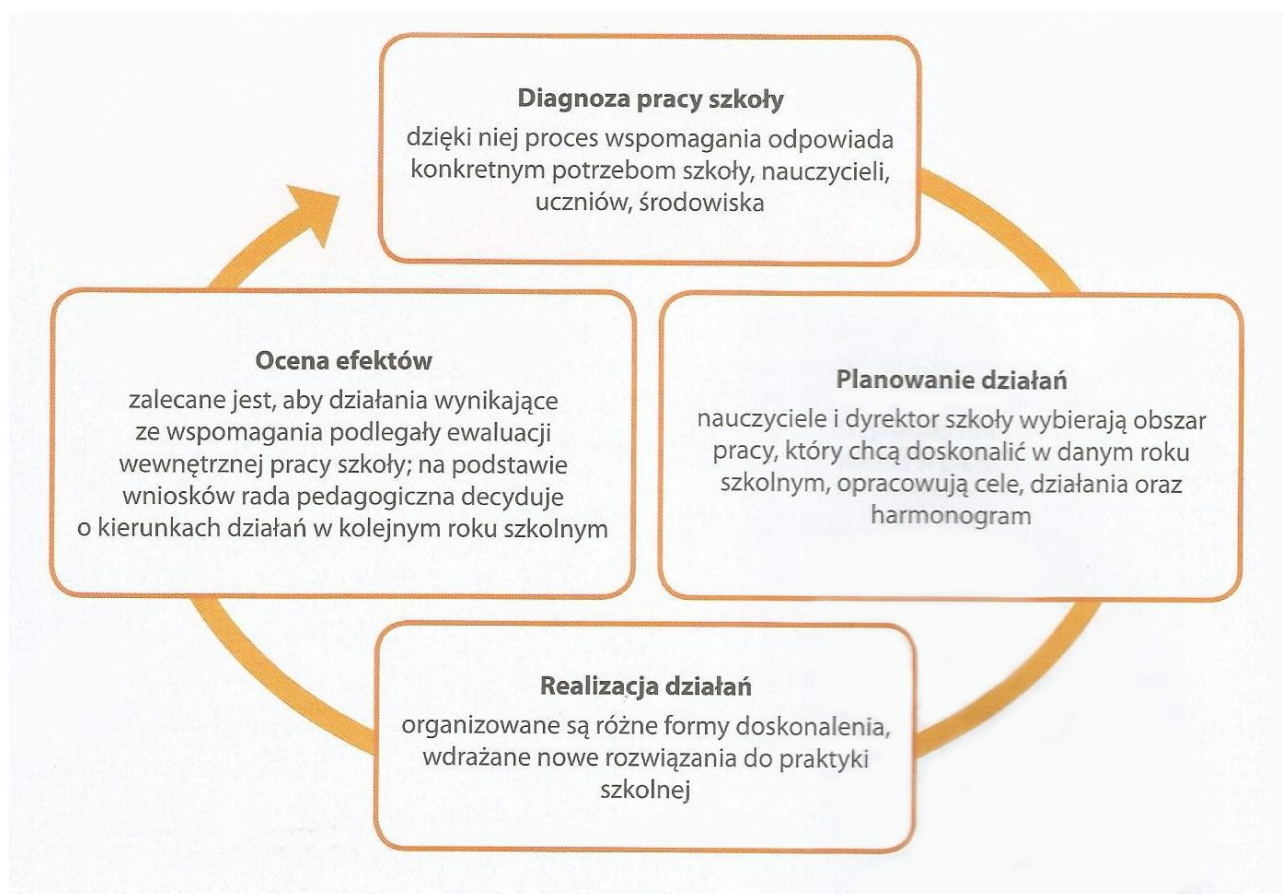 Diagnoza pracy szkoły
dzięki niej proces wspomagania odpowiada
konkretnym potrzebom szkoły, nauczycieli,
uczniów, środowiska
Planowanie działań
nauczyciele i dyrektor szkoły wybierają obszar
pracy, który chcą doskonalić w danym roku
szkolnym, opracowują cele, działania oraz
harmonogram
Realizacja działań
organizowane są różne formy doskonalenia,
wdrażane nowe rozwiązania do praktyki
szkolnej
Ocena efektów
zalecane jest, aby działania wynikające
ze wspomagania podlegały ewaluacji
wewnętrznej pracy szkoły; na podstawie
wniosków rada pedagogiczna decyduje
o kierunkach działań w kolejnym roku szkolnym